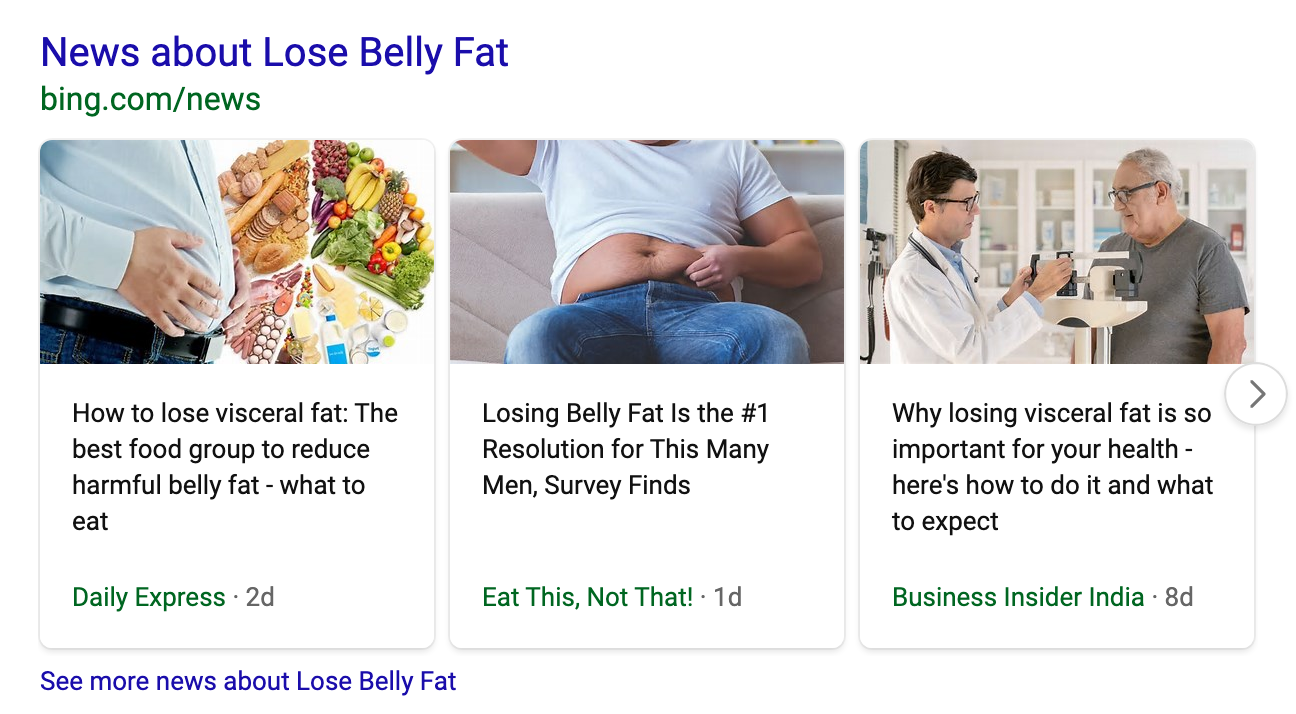 News about Lose Belly Fat
bing.com/news
How to lose visceral fat: The
best food group to reduce
harmful belly fat - what to
eat
Daily Express · 2d
Losing Belly Fat Is the #1
Resolution for This Many
Men, Survey Finds
Eat This, Not That! · 1d
Why losing visceral fat is so
important for your health -
here's how to do it and what
to expect
Business Insider India · 8d
See more news about Lose Belly Fat